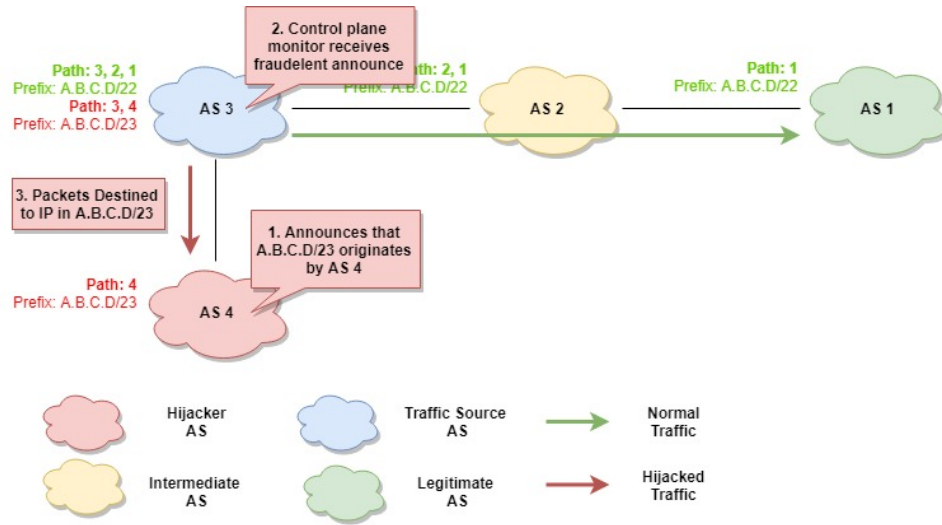 2. Control plane
monitor receives
fraudelent announce
Path: 3, 2, 1
Prefix: A.B.C.D/22
Path: 3, 4
Prefix: A.B.C.D/23
AS 3
2, 1
A.B.C.D/22
AS 2
Path: 1
Prefix: A.B.C.D/22
AS 1
3. Packets Destined
to IP in A.B.C.D/23
1. Announces that
A.B.C.D/23 originates
by AS 4
Path: 4
Prefix: A.B.C.D/23
AS 4
Hijacker
AS
Traffic Source
AS
Normal
Traffic
Intermediate
AS
Legitimate
AS
Hijacked
Traffic